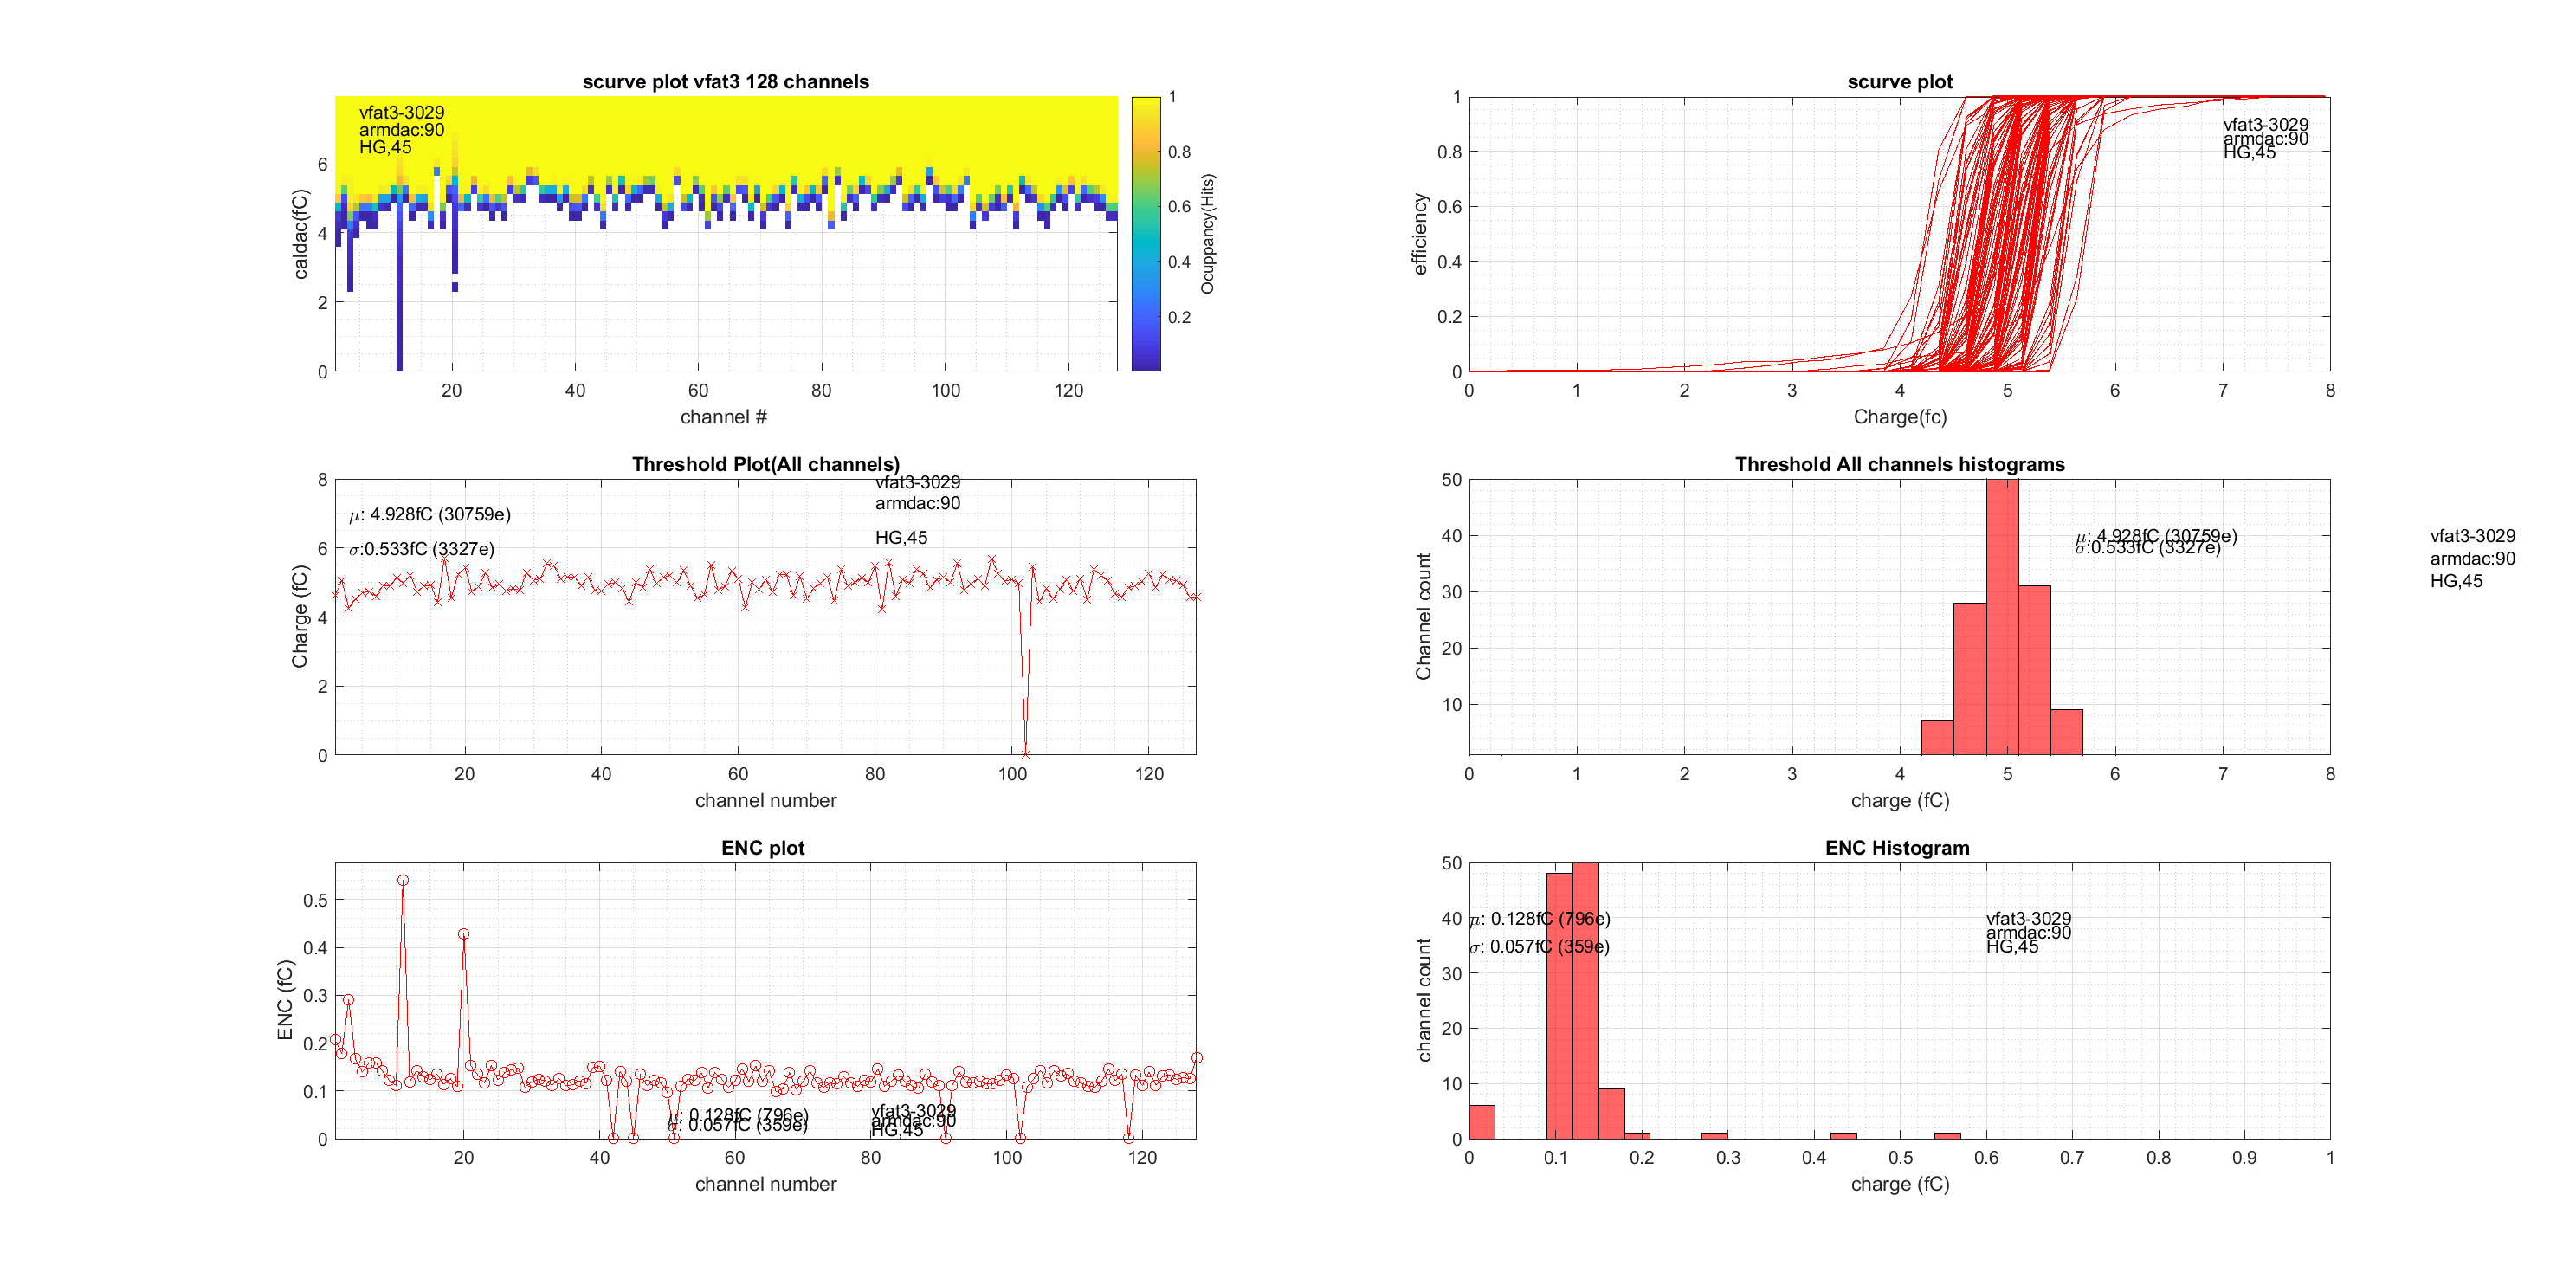 scurve plot vfat3 128 channels
vfat3-3029
armdac:90
HG,45
caldac(fC)
6
4
2
0
20
40
60
80
100
120
channel #
1
0.8
0.6
0.4
0.2
Ocuppancy(Hits)
scurve plot
vfat3-3029
armdac:90
HG,45
efficiency
1
0.8
0.6
0.4
0.2
0
0
1
2
3
4
5
6
7
8
Charge(fc)
Threshold Plot(All channels)
vfat3-3029
armdac:90
HG,45
μ: 4.928fC (30759e)
σ:0.533fC (3327e)
Charge (fC)
8
6
4
2
0
20
40
60
80
100
120
channel number
Threshold All channels histograms
μ: 4.928fC (30759e)
σ:0.533fC (3327e)
vfat3-3029
armdac:90
HG,45
Channel count
50
40
30
20
10
0
1
2
3
4
5
6
7
8
charge (fC)
ENC plot
ENC (fC)
0.5
0.4
0.3
0.2
0.1
0
μ: 0.128fC (796e)
σ: 0.057fC (359e)
vfat3-3029
armdac:90
HG,45
20
40
60
80
100
120
channel number
ENC Histogram
μ: 0.128fC (796e)
σ: 0.057fC (359e)
vfat3-3029
armdac:90
HG,45
channel count
50
40
30
20
10
0
0
0.1
0.2
0.3
0.4
0.5
0.6
0.7
0.8
0.9
1
charge (fC)